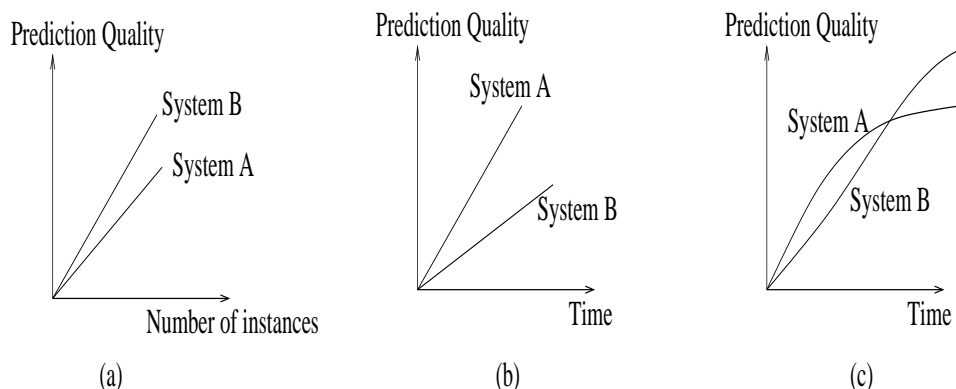 Prediction Quality
System B
System A
Number of instances
(a)
Prediction Quality
System A
System B
Time
(b)
Prediction Quality
System A
System B
Time
(c)